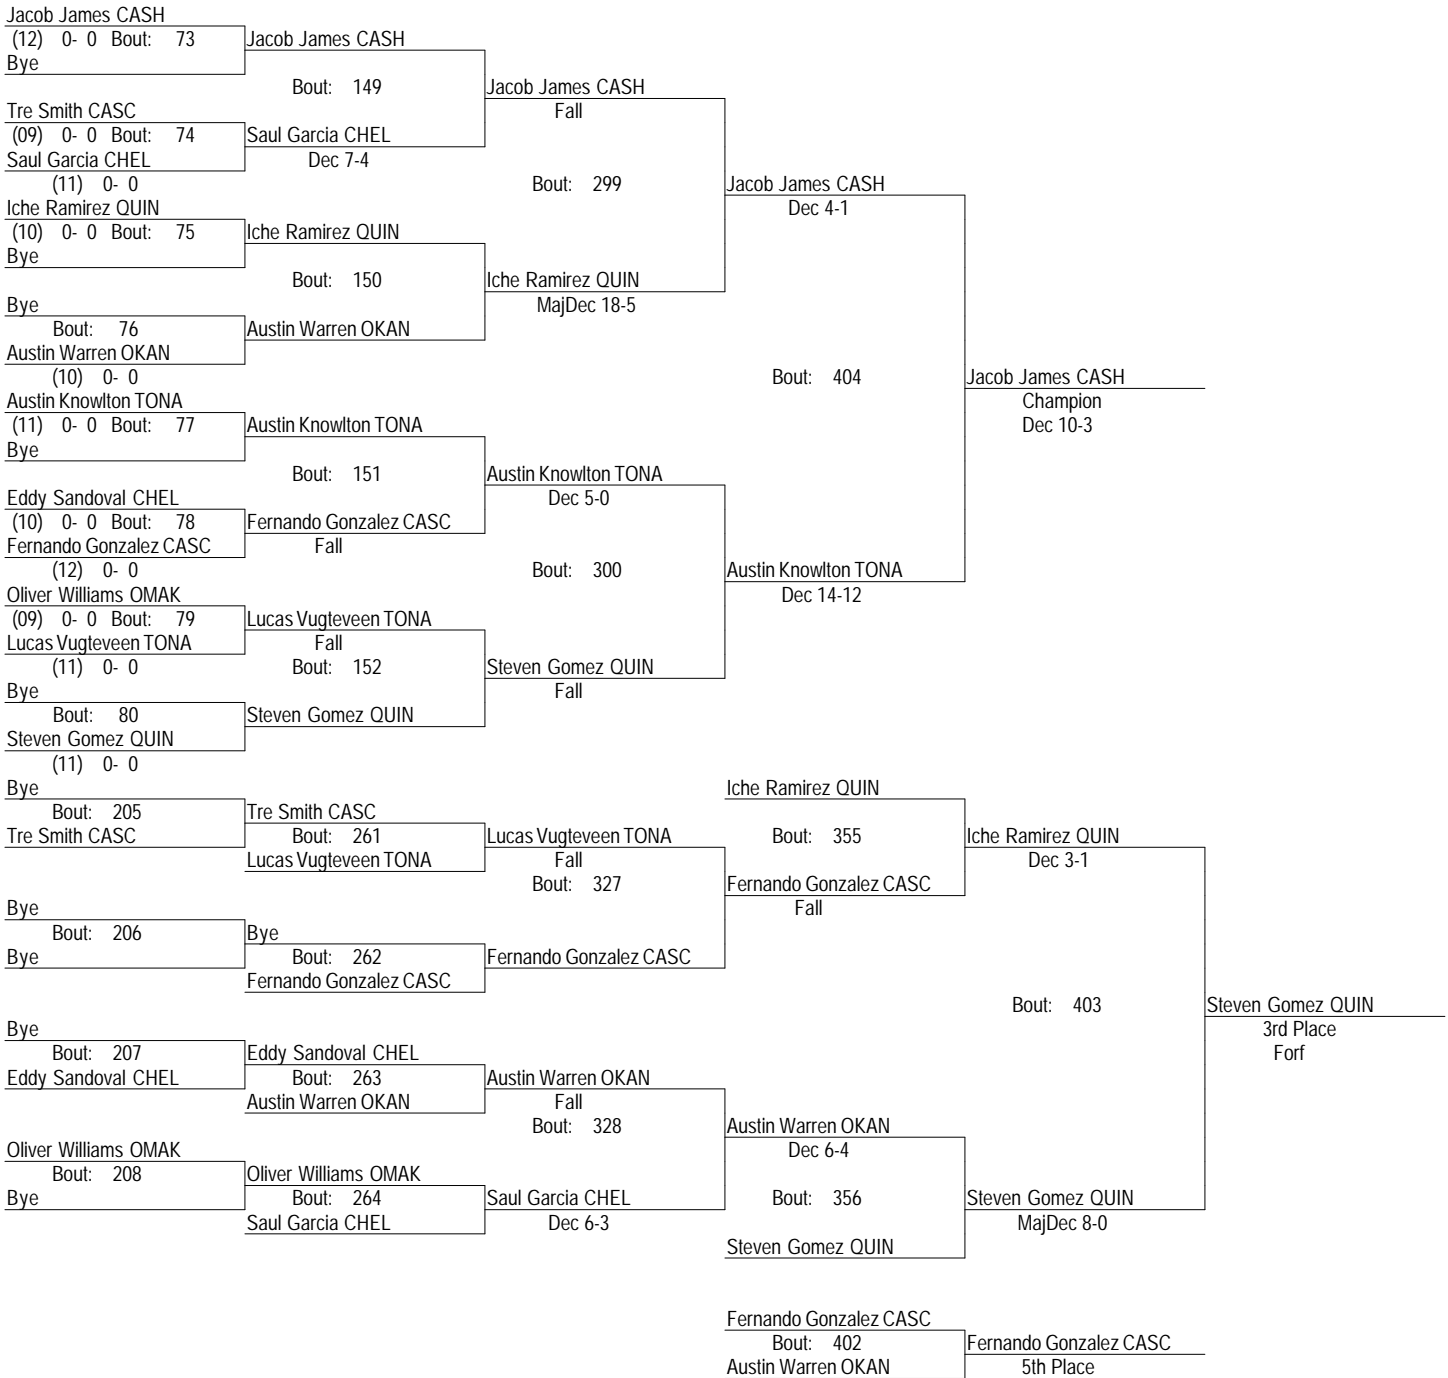 Jacob James CASH
(12) 0- 0 Bout: 73 Jacob James CASH
Bye
Bout: 149 Jacob James CASH
Tre Smith CASC Fall
(09) 0- 0 Bout: 74 Saul Garcia CHEL
Saul Garcia CHEL Dec 7-4
(11) 0- 0 Bout: 299 Jacob James CASH
Iche Ramirez QUIN Dec 4-1
(10) 0- 0 Bout: 75 Iche Ramirez QUIN
Bye
Bout: 150 Iche Ramirez QUIN
Bye MajDec 18-5
Bout: 76 Austin Warren OKAN
Austin Warren OKAN
(10) 0- 0 Bout: 404 Jacob James CASH
Austin Knowlton TONA Champion
(11) 0- 0 Bout: 77 Austin Knowlton TONA Dec 10-3
Bye
Bout: 151 Austin Knowlton TONA
Eddy Sandoval CHEL Dec 5-0
(10) 0- 0 Bout: 78 Fernando Gonzalez CASC
Fernando Gonzalez CASC Fall
(12) 0- 0 Bout: 300 Austin Knowlton TONA
Oliver Williams OMAK Dec 14-12
(09) 0- 0 Bout: 79 Lucas Vugteveen TONA
Lucas Vugteveen TONA Fall
(11) 0- 0 Bout: 152 Steven Gomez QUIN
Bye Fall
Bout: 80 Steven Gomez QUIN
Steven Gomez QUIN
(11) 0- 0
Bye Iche Ramirez QUIN
Bout: 205 Tre Smith CASC
Tre Smith CASC Bout: 261 Lucas Vugteveen TONA Bout: 355 Iche Ramirez QUIN
Lucas Vugteveen TONA Fall Dec 3-1
Bout: 327 Fernando Gonzalez CASC
Bye Fall
Bout: 206 Bye
Bye Bout: 262 Fernando Gonzalez CASC
Fernando Gonzalez CASC
Bout: 403 Steven Gomez QUIN
Bye 3rd Place
Bout: 207 Eddy Sandoval CHEL Forf
Eddy Sandoval CHEL Bout: 263 Austin Warren OKAN
Austin Warren OKAN Fall
Bout: 328 Austin Warren OKAN
Oliver Williams OMAK Dec 6-4
Bout: 208 Oliver Williams OMAK
Bye Bout: 264 Saul Garcia CHEL Bout: 356 Steven Gomez QUIN
Saul Garcia CHEL Dec 6-3 MajDec 8-0
Steven Gomez QUIN
Fernando Gonzalez CASC
Bout: 402 Fernando Gonzalez CASC
Austin Warren OKAN 5th Place